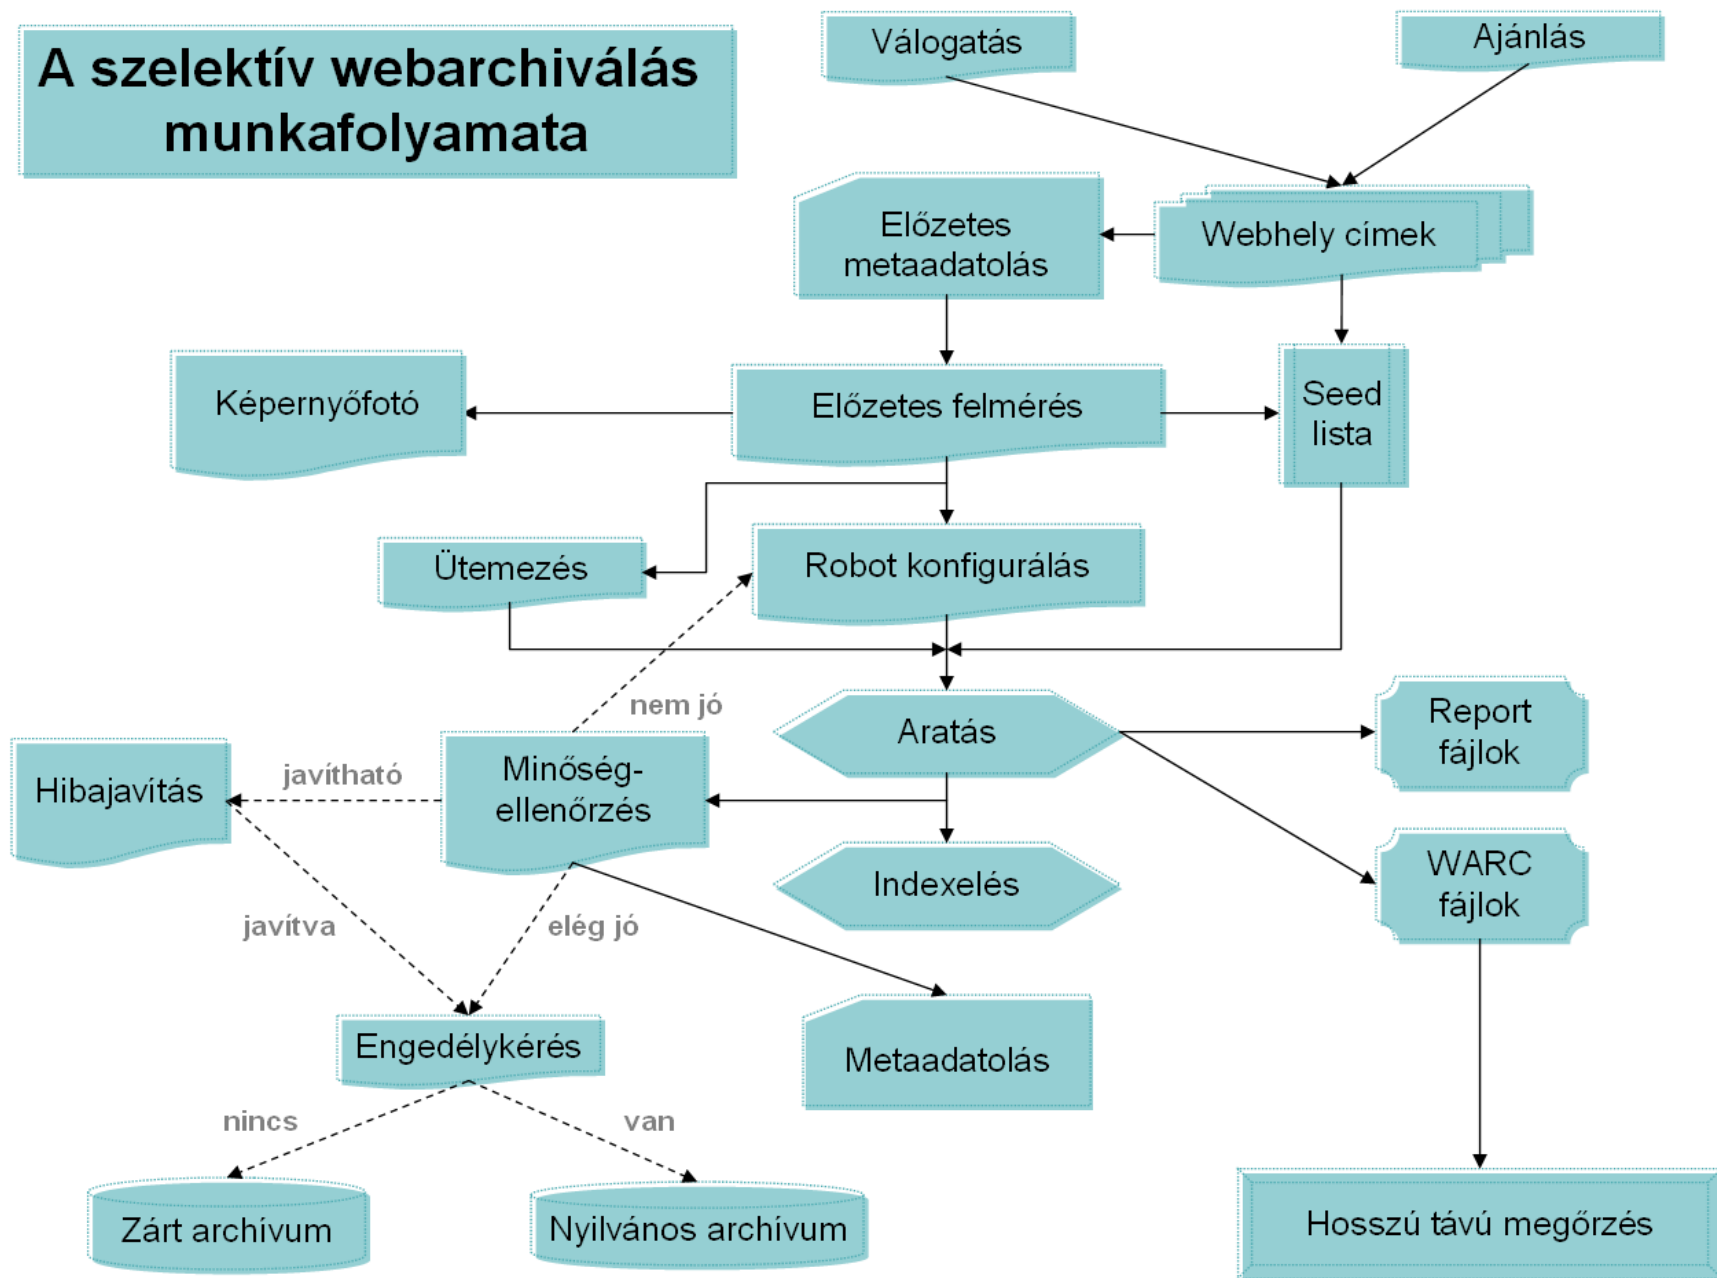 A szelektív webarchiválás
munkafolyamata
Válogatás
Ajánlás
Előzetes
metaadatolás
Webhely címek
Képernyőfotó
Előzetes felmérés
Seed
lista
Ütemezés
Robot konfigurálás
nem jó
Aratás
Report
fájlok
Hibajavítás
javítható
Minőség-
ellenőrzés
Indexelés
WARC
fájlok
javítva
elég jó
Engedélykérés
Metaadatolás
nincs
van
Zárt archívum
Nyilvános archívum
Hosszú távú megőrzés